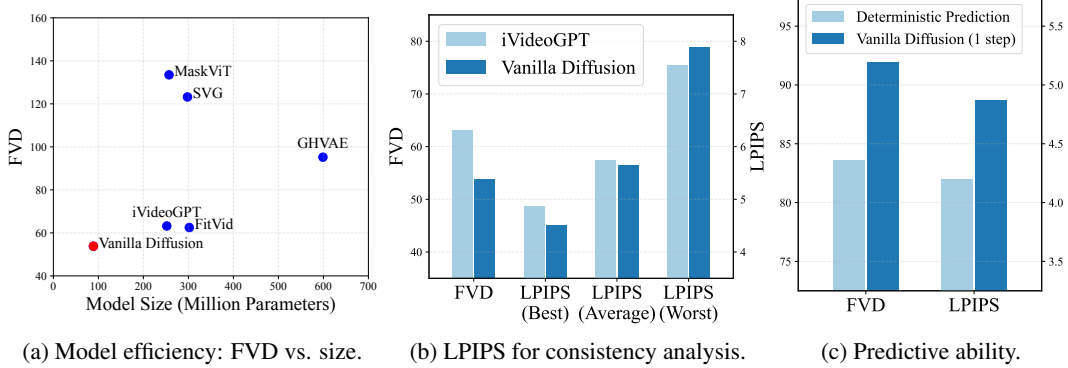 160
140
120
100
80
60
40
FVD
MaskViT
SVG
GHVAE
iVideoGPT
FitVid
Vanilla Diffusion
0 100 200 300 400 500 600 700
Model Size (Million Parameters)
(a) Model efficiency: FVD vs. size.
iVideoGPT
Vanilla Diffusion
80
70
60
50
40
FVD
8
7
6
5
4
LPIPS
FVD LPIPS LPIPS LPIPS
(Best) (Average) (Worst)
(b) LPIPS for consistency analysis.
Deterministic Prediction
Vanilla Diffusion (1 step)
95
90
85
80
75
5.5
5.0
4.5
4.0
3.5
FVD LPIPS
(c) Predictive ability.